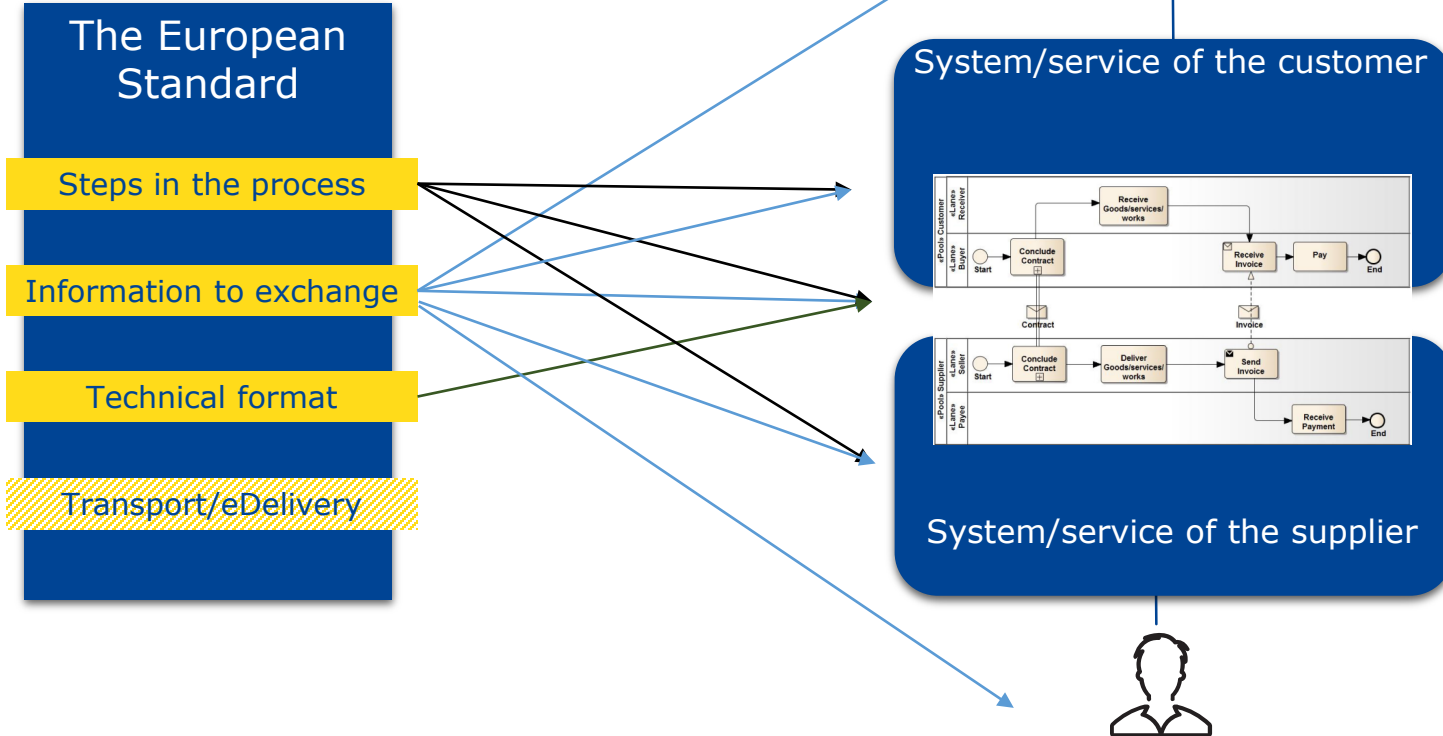 The European
Standard
Steps in the process
Information to exchange
Technical format
Transport/eDelivery
System/service of the customer
«Pool» Customer
«Lane»
Receiver
Receive
Goods/services/
works
«Lane»
Buyer
Start
Conclude
Contract
Receive
Invoice
Pay
End
Contract
Invoice
«Pool» Supplier
«Lane»
Seller
Start
Conclude
Contract
Deliver
Goods/services/
works
Send
Invoice
«Lane»
Payee
Receive
Payment
End
System/service of the supplier